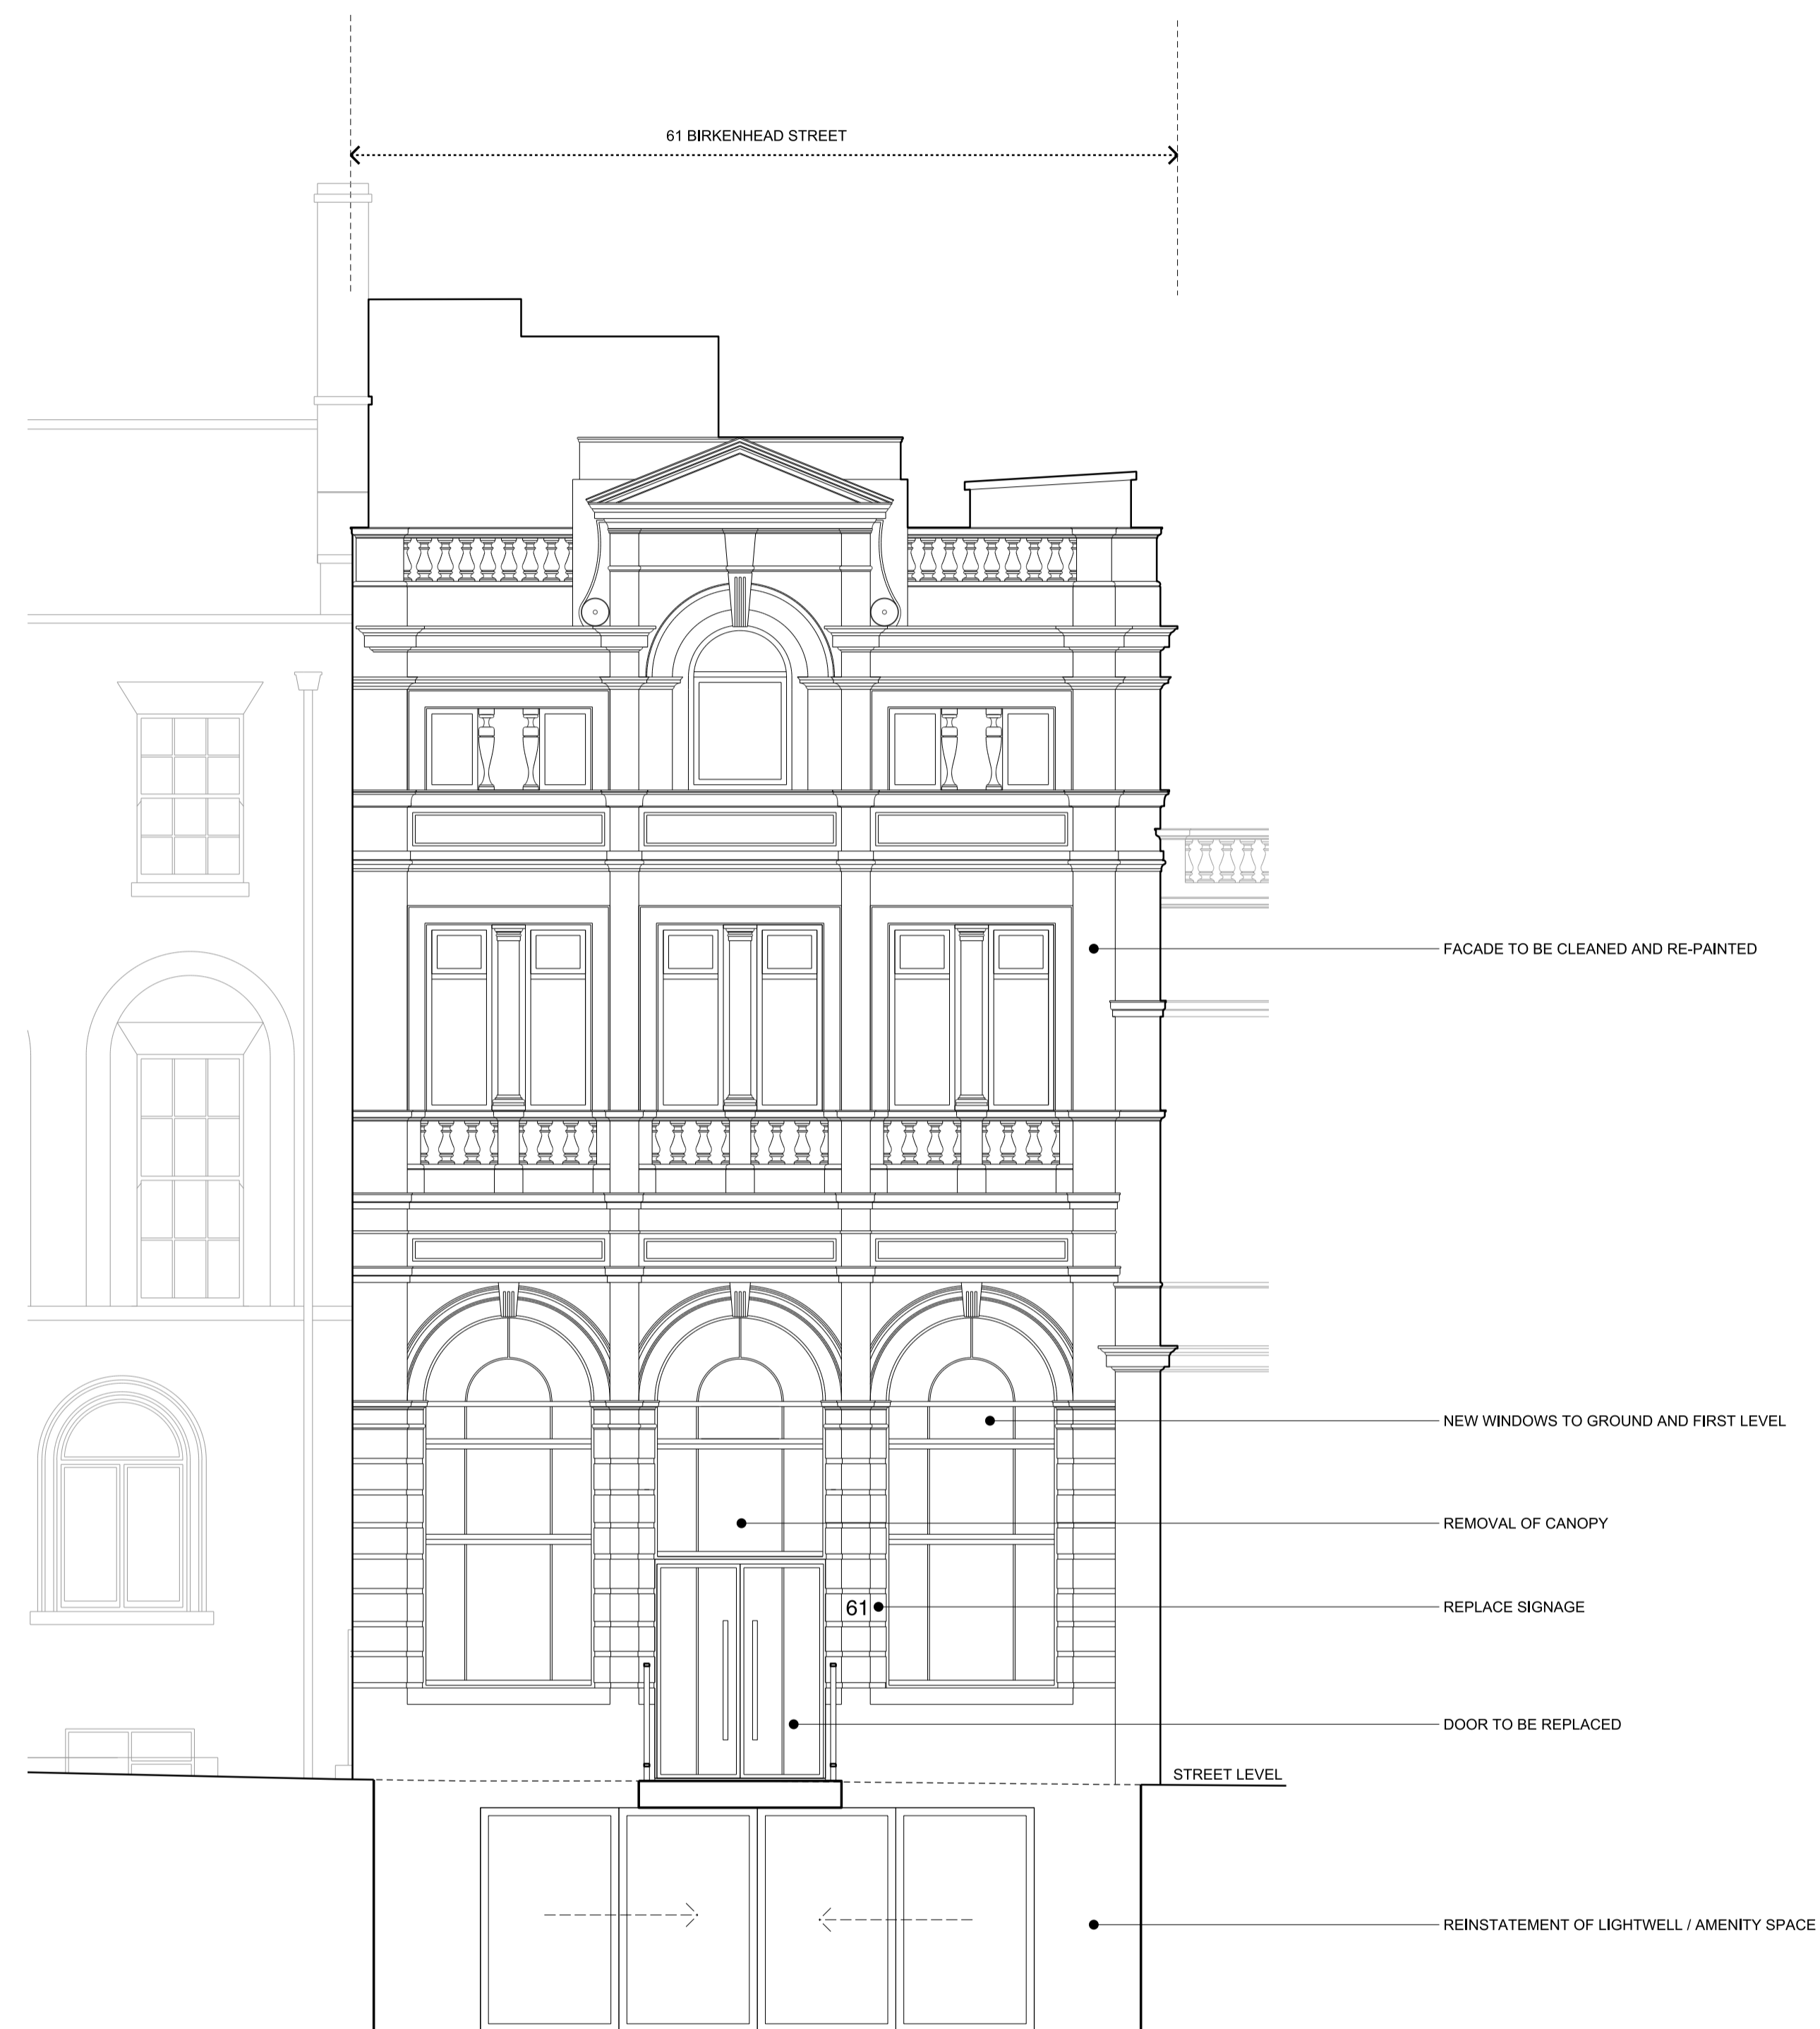 61 BIRKENHEAD STREET
FACADE TO BE CLEANED AND RE-PAINTED
NEW WINDOWS TO GROUND AND FIRST LEVEL
REMOVAL OF CANOPY
61
REPLACE SIGNAGE
DOOR TO BE REPLACED
STREET LEVEL
REINSTATEMENT OF LIGHTWELL / AMENITY SPACE